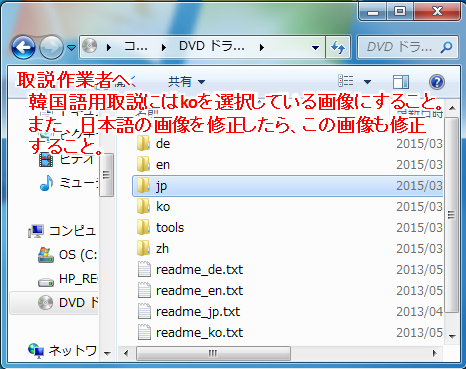 コ... DVD ドラ...
DVD ドラ...
取説作業者へ、
共有
韓国語用取説にはkoを選択している画像にすること。
また、日本語の画像を修正したら、この画像も修正
すること。
de 2015/03
en 2015/03
ビデオ
jp 2015/03
ミュー
ko 2015/03
tools 2015/03
コンピュ
zh 2015/03
OS (C:
readme_de.txt 2013/05
HP_RE
readme_en.txt 2013/05
DVD ド
readme_jp.txt 2013/04
readme_ko.txt 2013/05
ネットワ